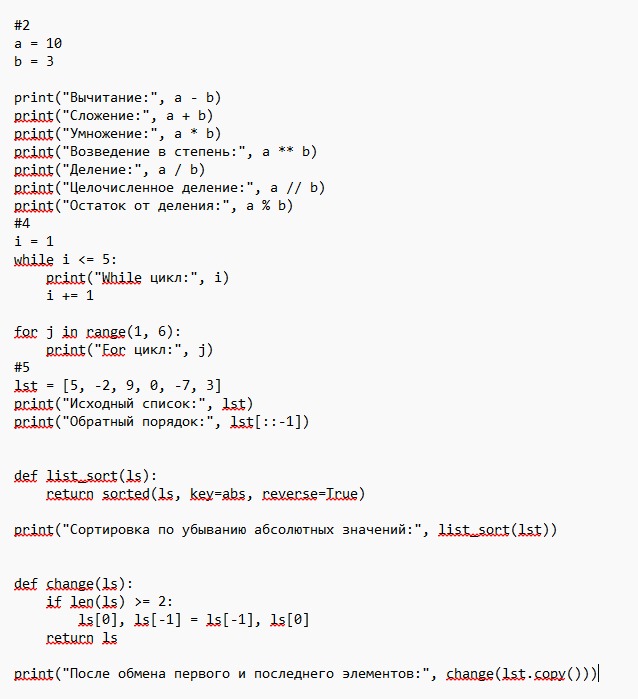 #2
a = 10
b = 3
print("Вычитание:", a - b)
print("Сложение:", a + b)
print("Умножение:", a * b)
print("Возведение в степень:", a ** b)
print("Деление:", a / b)
print("Целочисленное деление:", a // b)
print("Остаток от деления:", a % b)
#4
i = 1
while i <= 5:
    print("While цикл:", i)
    i += 1
for j in range(1, 6):
    print("For цикл:", j)
#5
lst = [5, -2, 9, 0, -7, 3]
print("Исходный список:", lst)
print("Обратный порядок:", lst[::-1])
def list_sort(ls):
    return sorted(ls, key=abs, reverse=True)
print("Сортировка по убыванию абсолютных значений:", list_sort(lst))
def change(ls):
    if len(ls) >= 2:
        ls[0], ls[-1] = ls[-1], ls[0]
    return ls
print("После обмена первого и последнего элементов:", change(lst.copy()))